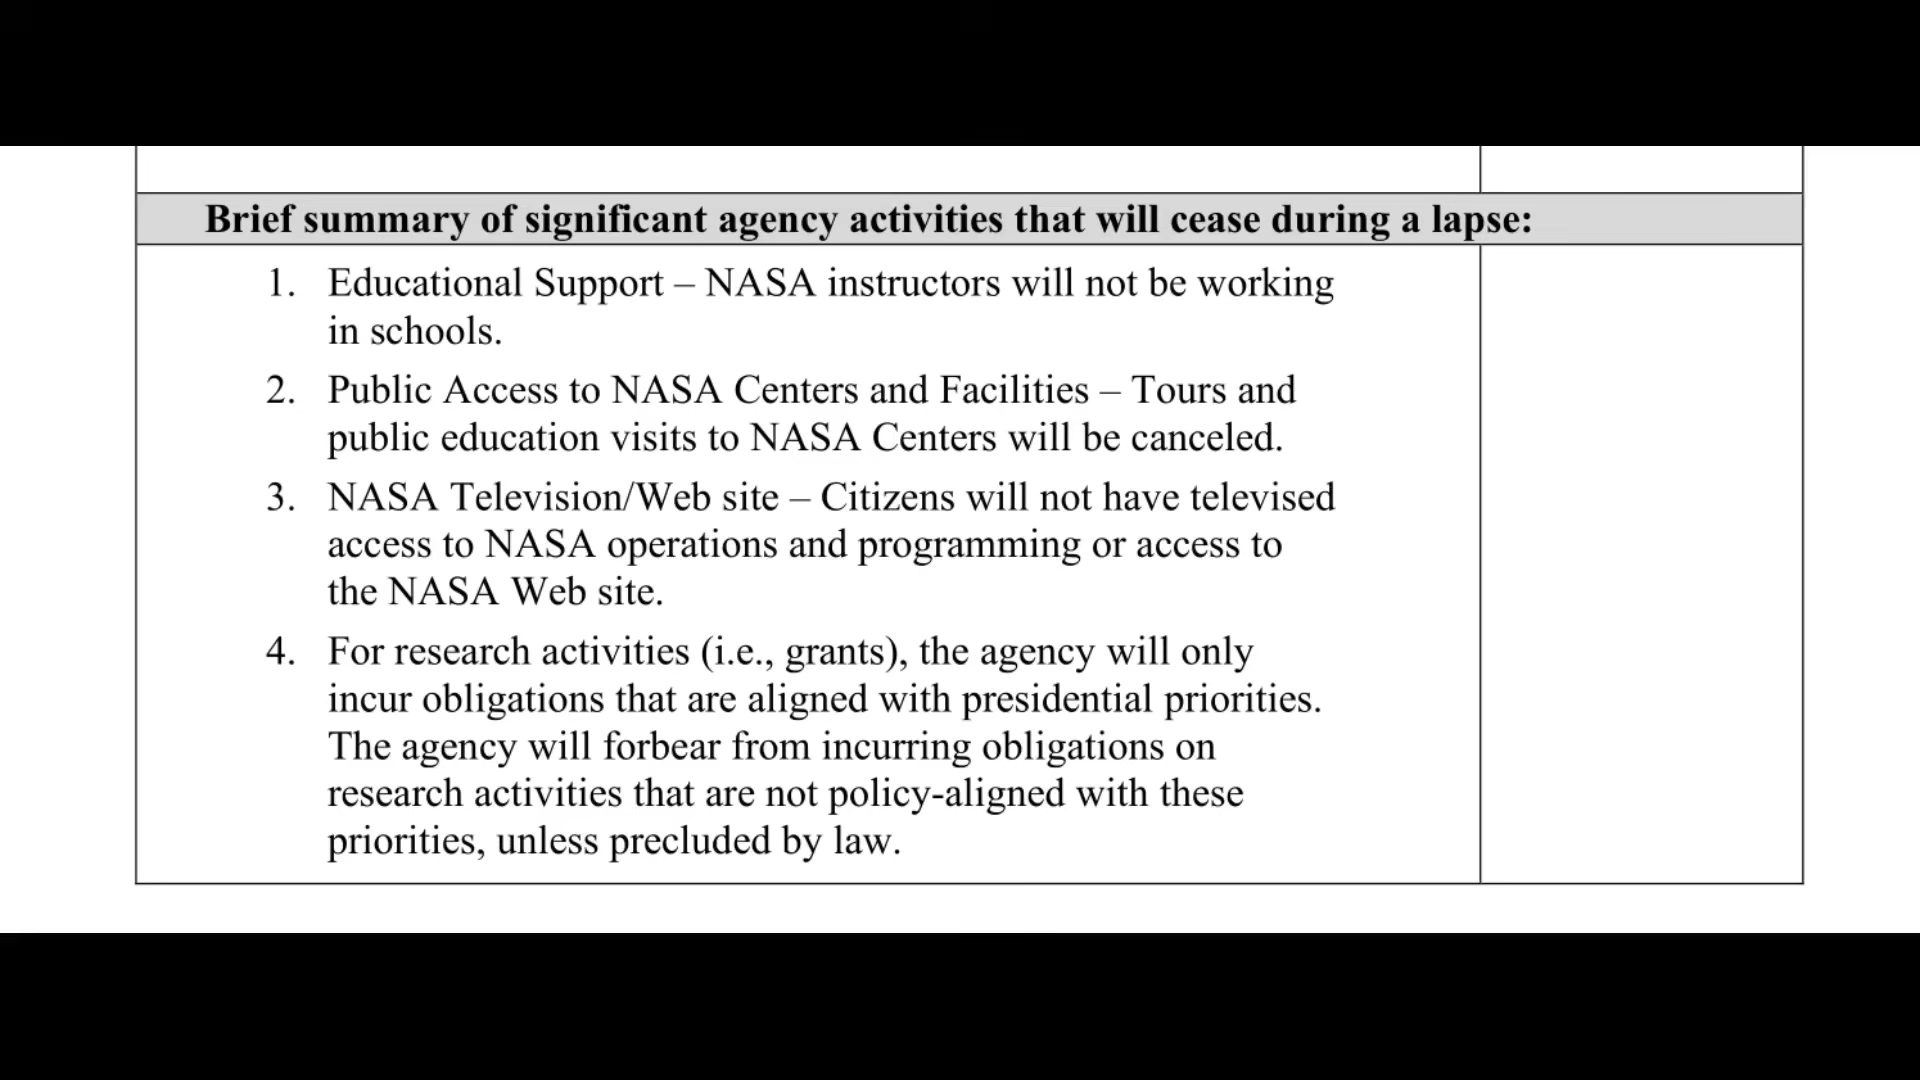 Brief summary of significant agency activities that will cease during a lapse:
1. Educational Support – NASA instructors will not be working
in schools.
2. Public Access to NASA Centers and Facilities – Tours and
public education visits to NASA Centers will be canceled.
3. NASA Television/Web site – Citizens will not have televised
access to NASA operations and programming or access to
the NASA Web site.
4. For research activities (i.e., grants), the agency will only
incur obligations that are aligned with presidential priorities.
The agency will forbear from incurring obligations on
research activities that are not policy-aligned with these
priorities, unless precluded by law.